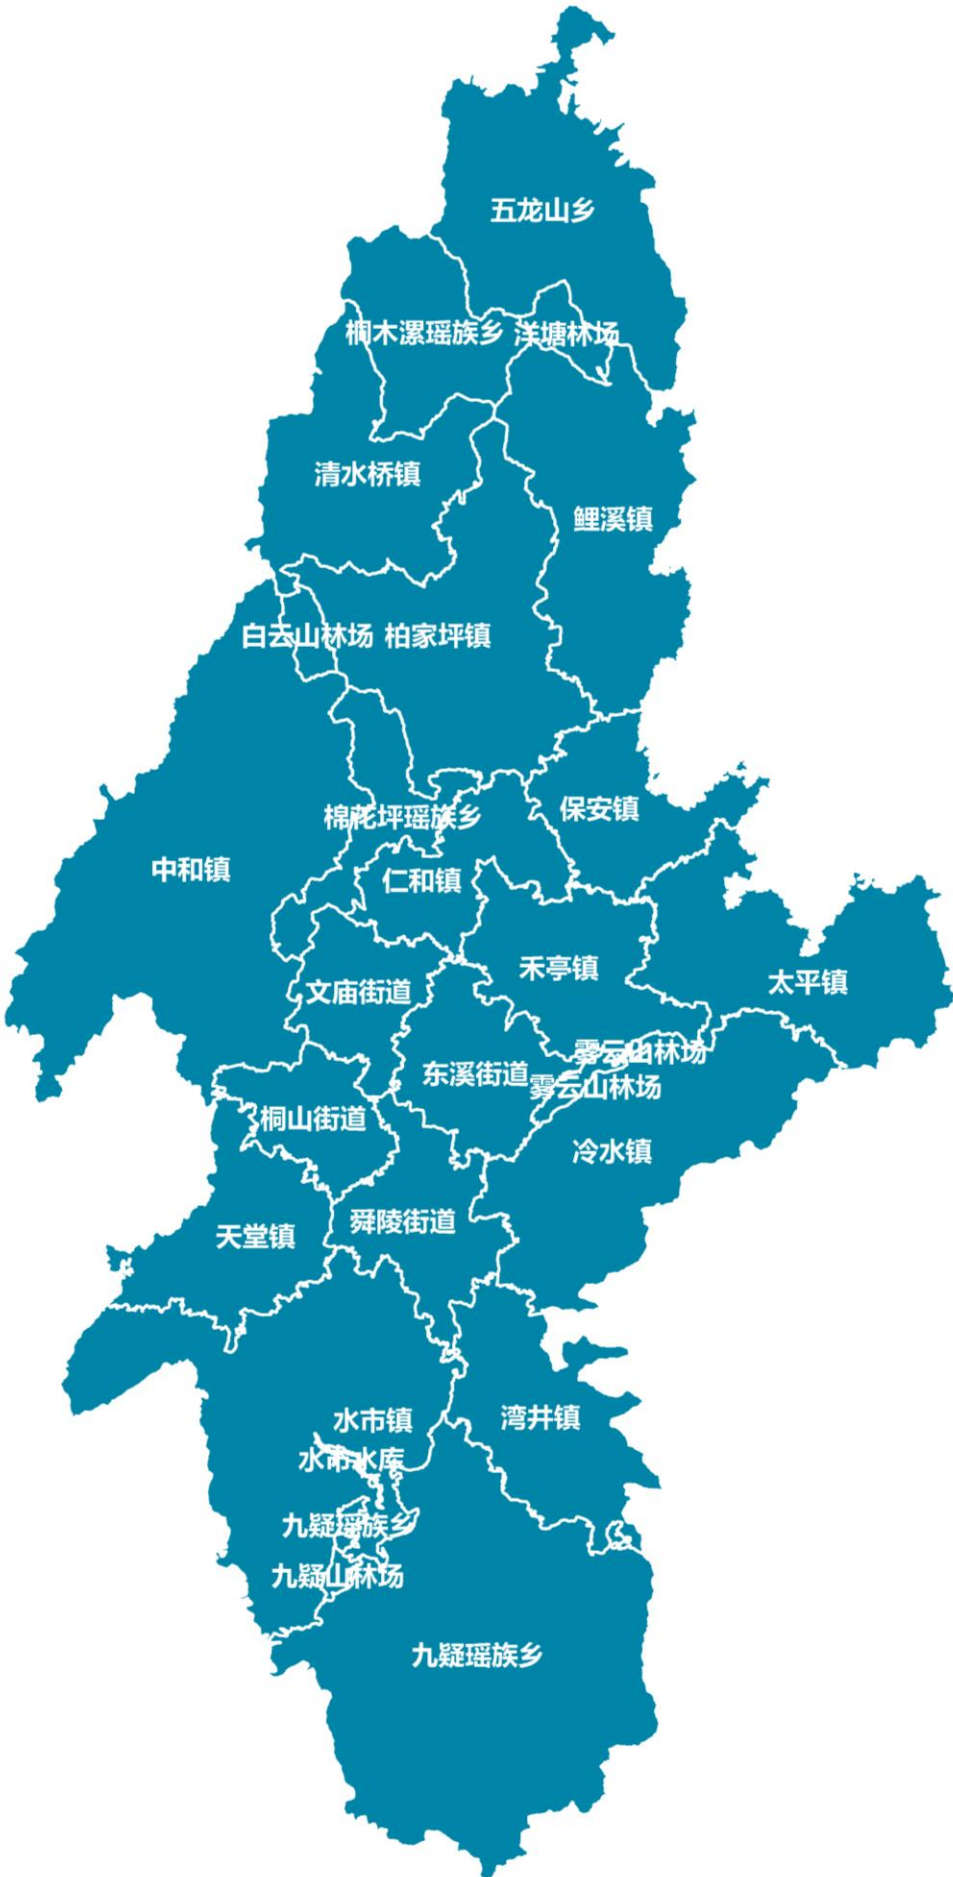 五龙山乡
桐木漯瑶族乡
洋塘林场
清水桥镇
鲤溪镇
白云山林场
柏家坪镇
保安镇
棉花坪瑶族乡
中和镇
仁和镇
禾亭镇
太平镇
文庙街道
雾云山林场
东溪街道
雾云山林场
桐山街道
冷水镇
舜陵街道
天堂镇
湾井镇
水市镇
水市水库
九疑瑶族乡
九疑山林场
九疑瑶族乡